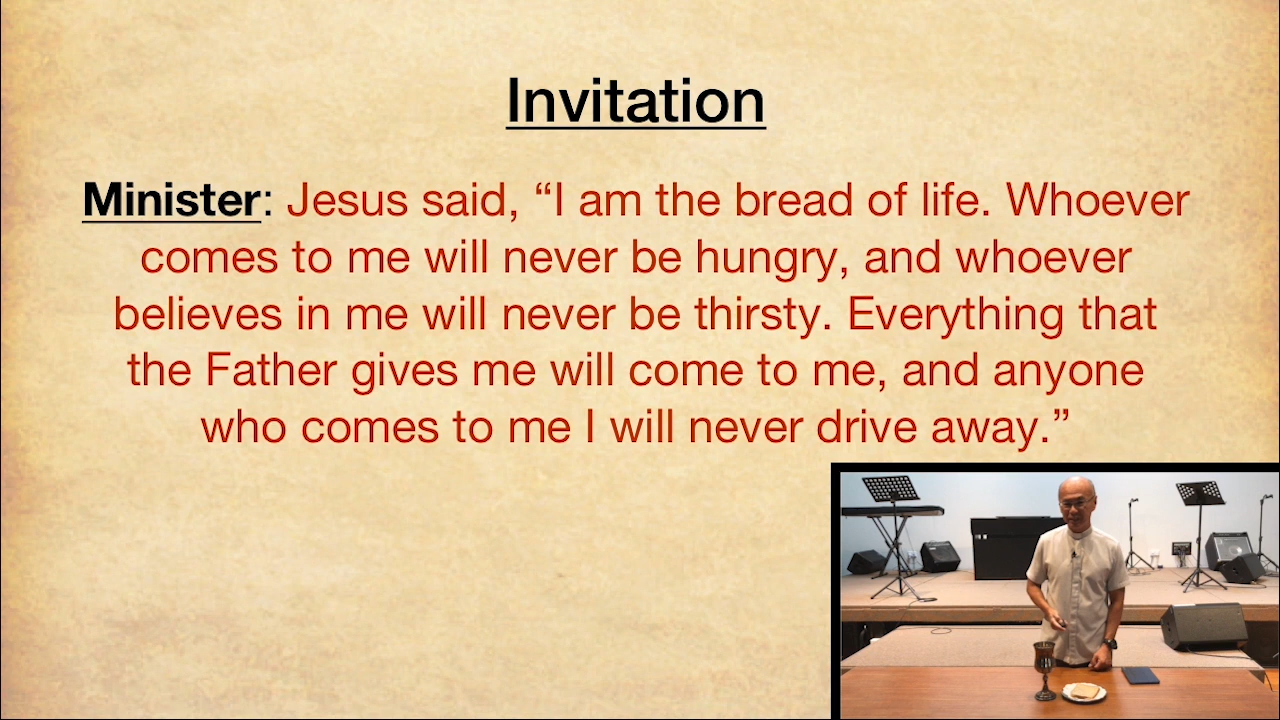 Invitation
Minister: Jesus said, “I am the bread of life. Whoever
comes to me will never be hungry, and whoever
believes in me will never be thirsty. Everything that
the Father gives me will come to me, and anyone
who comes to me I will never drive away.”